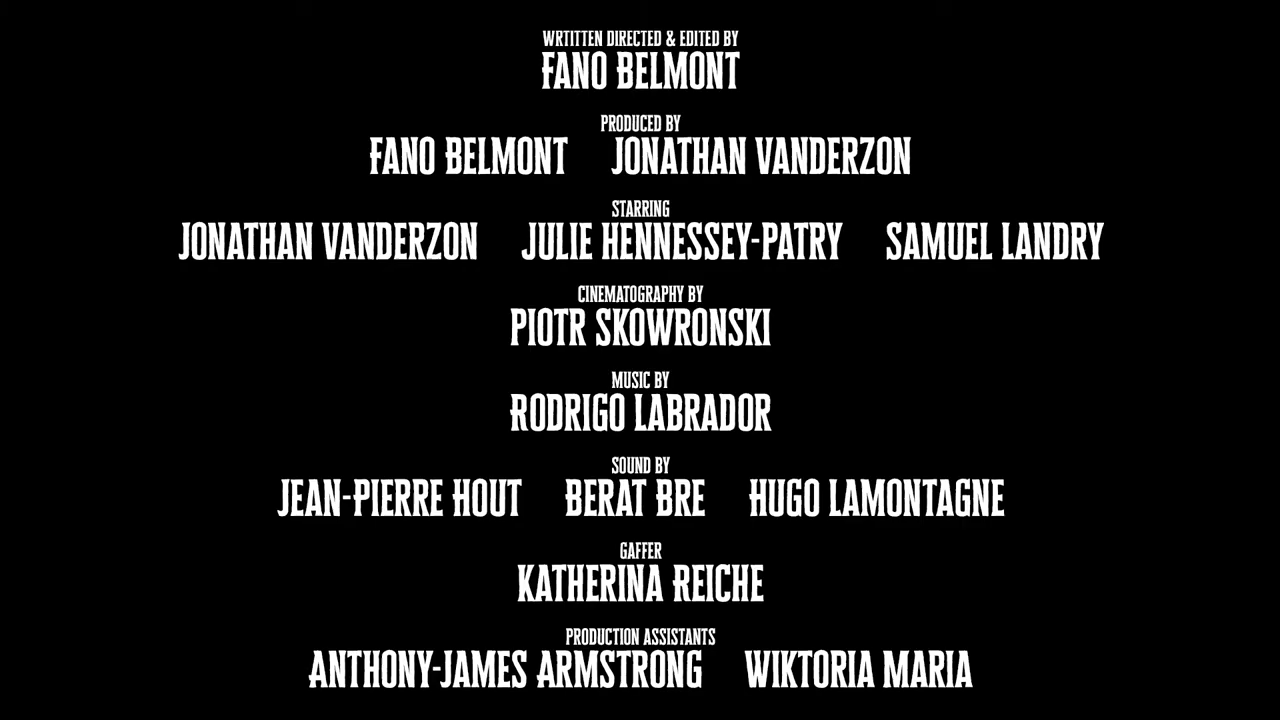 WRTITTEN DIRECTED & EDITED BY
FANO BELMONT
PRODUCED BY
FANO BELMONT JONATHAN VANDERZON
STARRING
JONATHAN VANDERZON JULIE HENNESSEY-PATRY SAMUEL LANDRY
CINEMATOGRAPHY BY
PIOTR SKOWRONSKI
MUSIC BY
RODRIGO LABRADOR
SOUND BY
JEAN-PIERRE HOUT BERAT BRE HUGO LAMONTAGNE
GAFFER
KATHERINA REICHE
PRODUCTION ASSISTANTS
ANTHONY-JAMES ARMSTRONG WIKTORIA MARIA